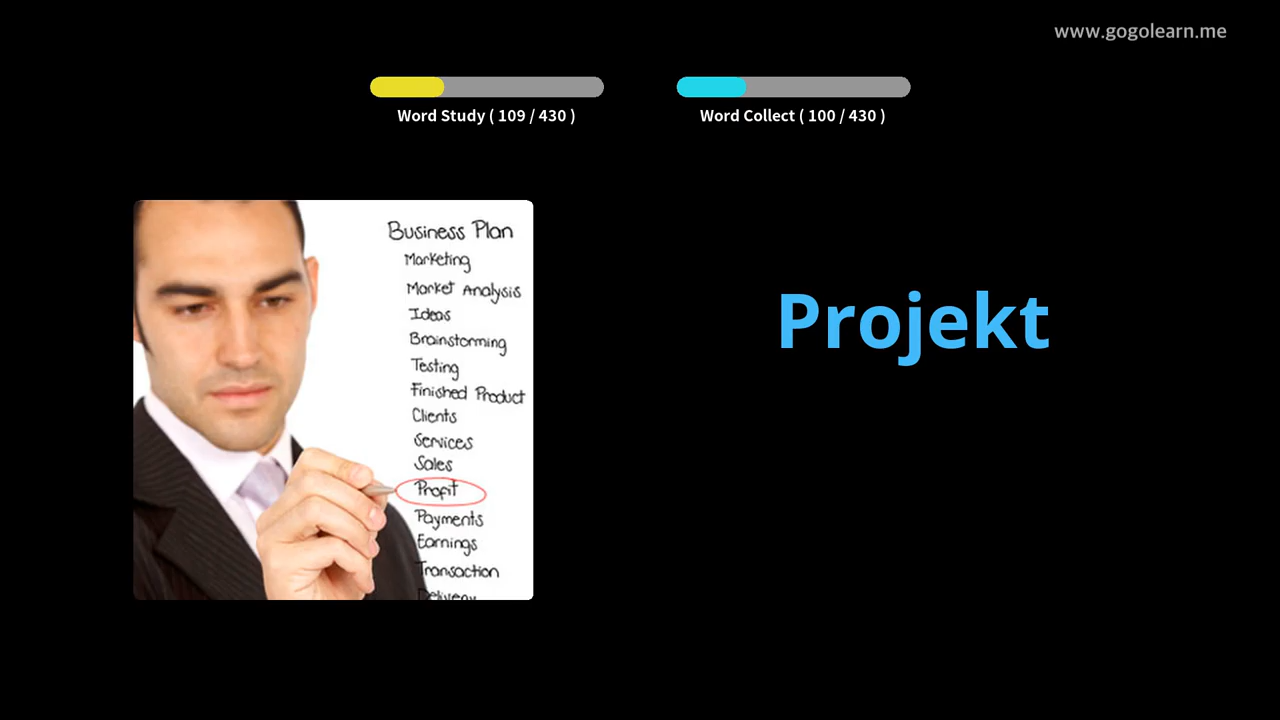 www.gogolearn.me
Word Study ( 109 / 430 )
Word Collect ( 100 / 430 )
Business Plan
Marketing
Market Analysis
Ideas
Brainstorming
Testing
Finished Product
Clients
Services
Sales
Profit
Payments
Earnings
Transaction
Delivery
Projekt